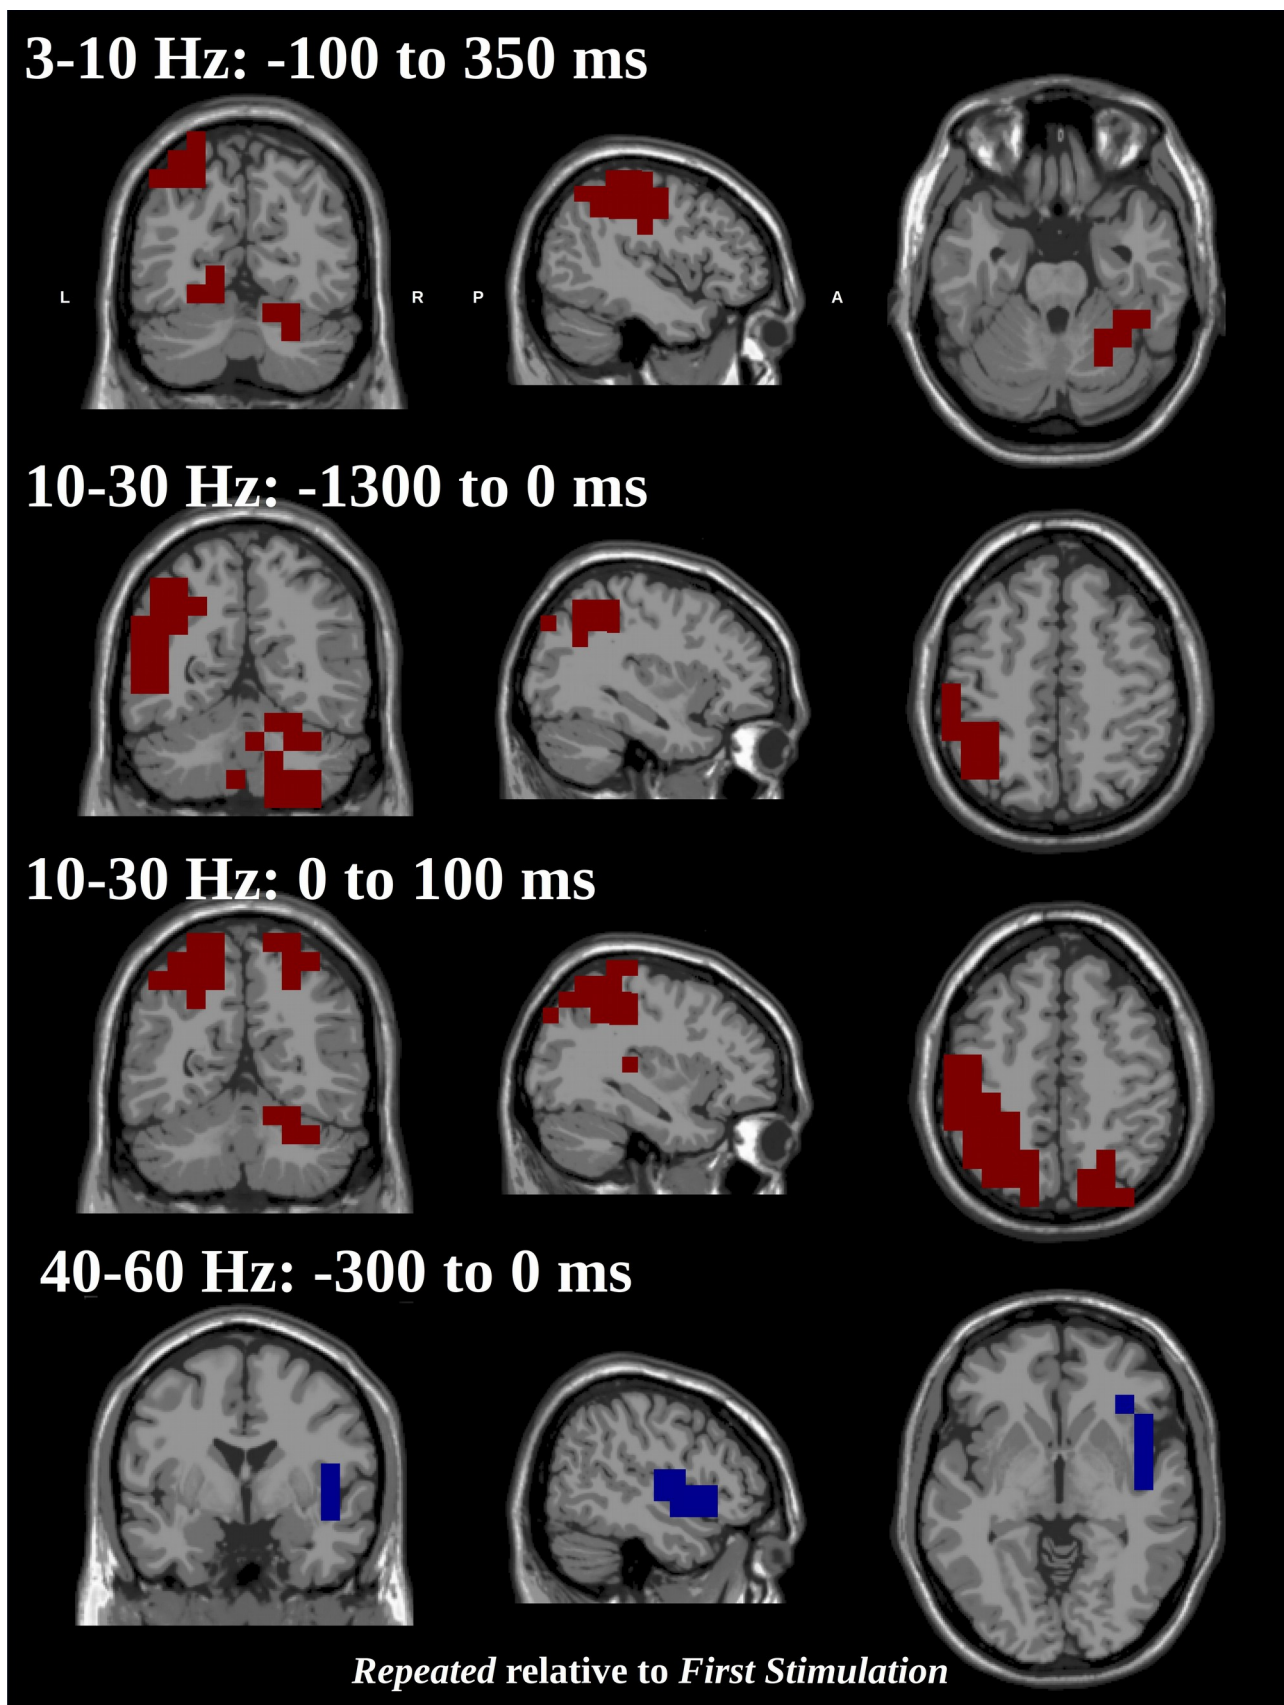 3-10 Hz: -100 to 350 ms
L R P A
10-30 Hz: -1300 to 0 ms
10-30 Hz: 0 to 100 ms
40-60 Hz: -300 to 0 ms
Repeated relative to First Stimulation